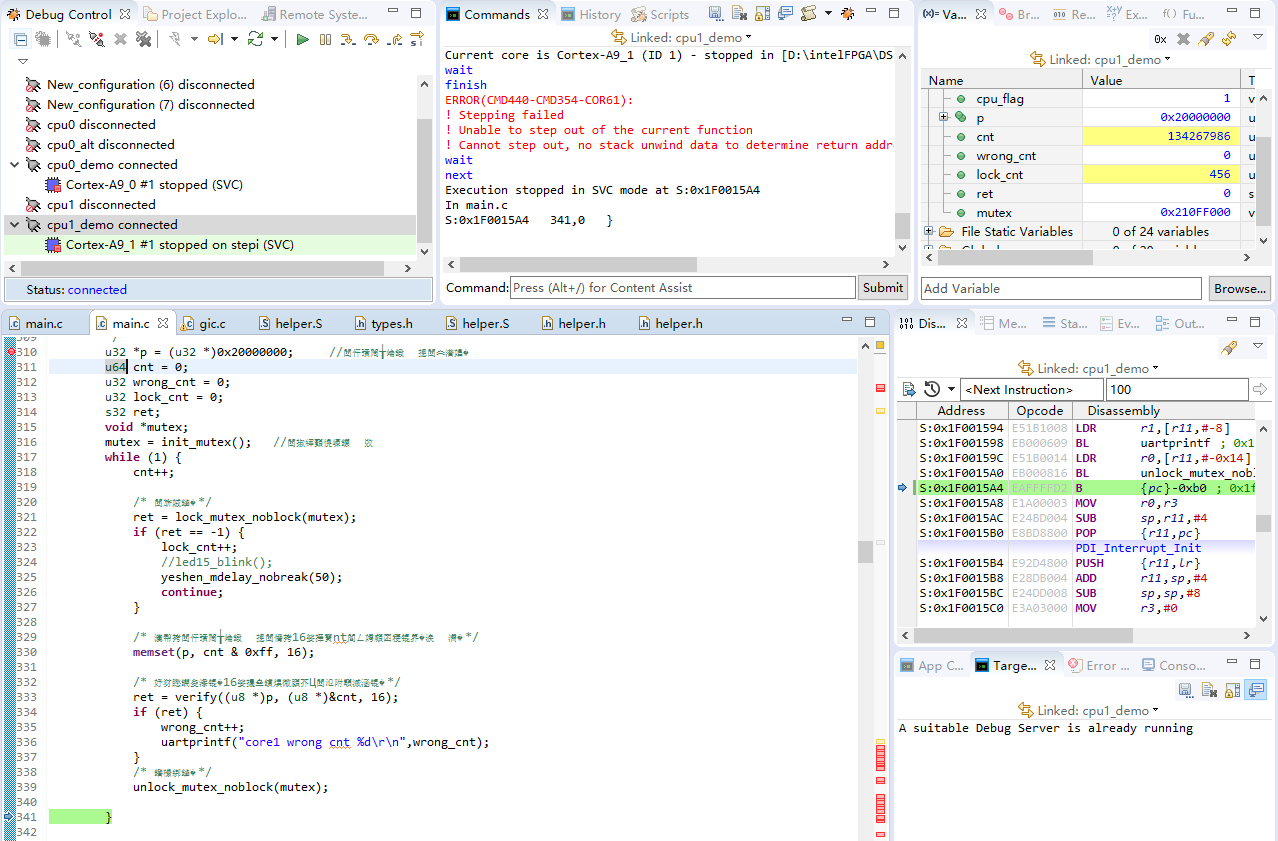 Debug Control
Project Explo...
Remote Syste...
New_configuration (6) disconnected
New_configuration (7) disconnected
cpu0 disconnected
cpu0_alt disconnected
cpu0_demo connected
Cortex-A9_0 #1 stopped (SVC)
cpu1 disconnected
cpu1_demo connected
Cortex-A9_1 #1 stopped on stepi (SVC)
Status: connected
Commands
History
Scripts
Linked: cpu1_demo
Current core is Cortex-A9_1 (ID 1) - stopped in [D:\intelFPGA\DS
wait
finish
ERROR(CMD440-CMD354-COR61):
! Stepping failed
! Unable to step out of the current function
! Cannot step out, no stack unwind data to determine return addr
wait
next
Execution stopped in SVC mode at S:0x1F0015A4
In main.c
S:0x1F0015A4 341,0 }
Command: Press (Alt+/) for Content Assist Submit
(x)= Va...
Br...
Re...
Ex...
f() Fu...
0x
Linked: cpu1_demo
Name Value T
cpu_flag 1 v
p 0x20000000 u
cnt 134267986 u
wrong_cnt 0 u
lock_cnt 456 u
ret 0 s
mutex 0x210FF000 v
File Static Variables 0 of 24 variables
Add Variable Browse...
main.c
main.c
gic.c
helper.S
types.h
helper.S
helper.h
helper.h
310 u32 *p = (u32 *)0x20000000; //
311 u64 cnt = 0;
312 u32 wrong_cnt = 0;
313 u32 lock_cnt = 0;
314 s32 ret;
315 void *mutex;
316 mutex = init_mutex(); //
317 while (1) {
318 cnt++;
319
320 /* */
321 ret = lock_mutex_noblock(mutex);
322 if (ret == -1) {
323 lock_cnt++;
324 //led15_blink();
325 yeshen_mdelay_nobreak(50);
326 continue;
327 }
328
329 /* 16 nt */
330 memset(p, cnt & 0xff, 16);
331
332 /* 16 */
333 ret = verify((u8 *)p, (u8 *)&cnt, 16);
334 if (ret) {
335 wrong_cnt++;
336 uartprintf("core1 wrong cnt %d\r\n",wrong_cnt);
337 }
338 /* */
339 unlock_mutex_noblock(mutex);
340
341 }
342
Dis...
Me...
Sta...
Ev...
Out...
Linked: cpu1_demo
<Next Instruction> 100
Address Opcode Disassembly
S:0x1F001594 E51B1008 LDR r1,[r11,#-8]
S:0x1F001598 EB000609 BL uartprintf ; 0x1
S:0x1F00159C E51B0014 LDR r0,[r11,#-0x14]
S:0x1F0015A0 EB000816 BL unlock_mutex_nobl
S:0x1F0015A4 EAFFFFD2 B {pc}-0xb0 ; 0x1f
S:0x1F0015A8 E1A00003 MOV r0,r3
S:0x1F0015AC E24BD004 SUB sp,r11,#4
S:0x1F0015B0 E8BD8800 POP {r11,pc}
PDI_Interrupt_Init
S:0x1F0015B4 E92D4800 PUSH {r11,lr}
S:0x1F0015B8 E28DB004 ADD r11,sp,#4
S:0x1F0015BC E24DD008 SUB sp,sp,#8
S:0x1F0015C0 E3A03000 MOV r3,#0
App C...
Targe...
Error ...
Conso...
Linked: cpu1_demo
A suitable Debug Server is already running